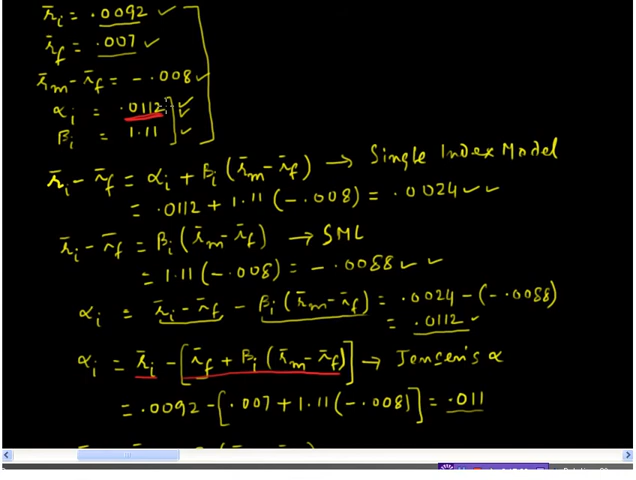 r̄i = .0092 ✓
r̄f = .007 ✓
r̄m - r̄f = -.008 ✓
αi = .0112 ✓
βi = 1.11 ✓
r̄i - r̄f = αi + βi (r̄m - r̄f) → Single Index Model
= .0112 + 1.11 (-.008) = .0024 ✓ ✓
r̄i - r̄f = βi (r̄m - r̄f) → SML
= 1.11 (-.008) = -.0088 ✓ ✓
αi = r̄i - r̄f - βi (r̄m - r̄f) = .0024 - (-.0088)
= .0112 ✓
αi = r̄i - [r̄f + βi (r̄m - r̄f)] → Jensen's α
= .0092 - [.007 + 1.11 (-.008)] = .011